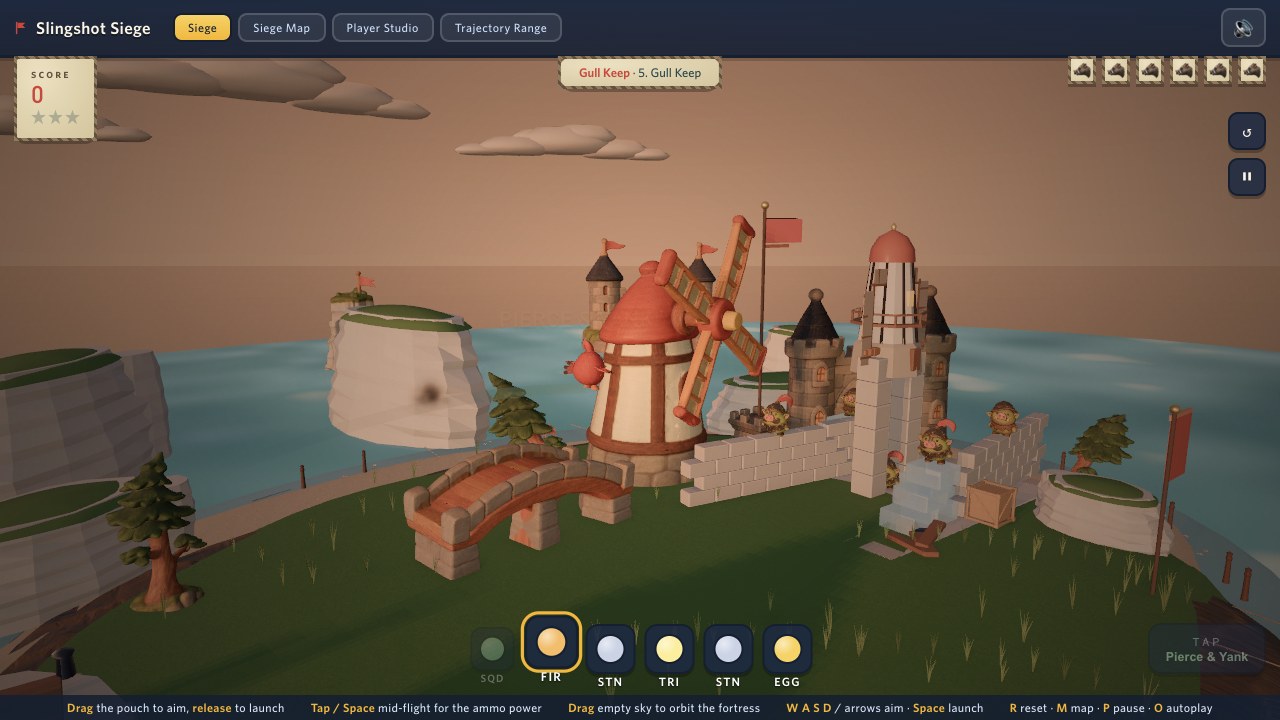 Slingshot Siege
Siege
Siege Map
Player Studio
Trajectory Range
SCORE
0
Gull Keep · 5. Gull Keep
SQD
FIR
STN
TRI
STN
EGG
TAP
Pierce & Yank
Drag the pouch to aim, release to launch
Tap / Space mid-flight for the ammo power
Drag empty sky to orbit the fortress
W A S D / arrows aim · Space launch
R reset · M map · P pause · O autoplay